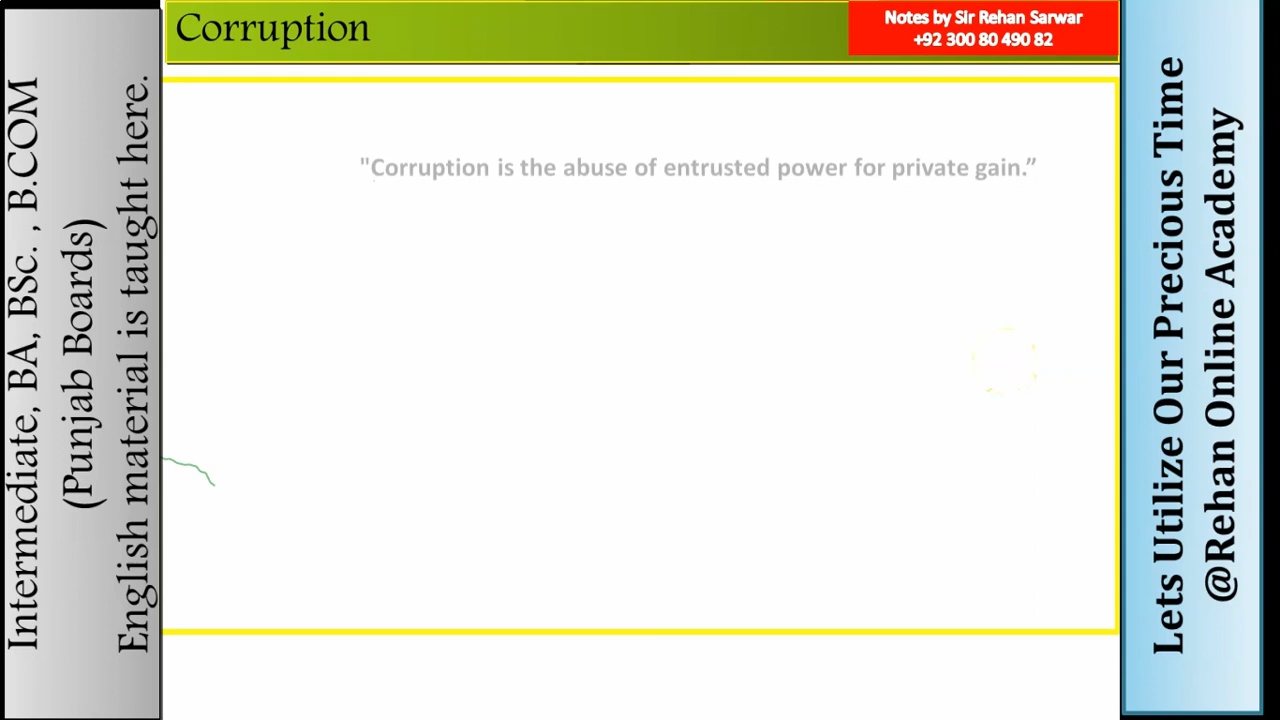 Intermediate, BA, BSc. , B.COM
(Punjab Boards)
English material is taught here.
Corruption
Notes by Sir Rehan Sarwar
+92 300 80 490 82
"Corruption is the abuse of entrusted power for private gain.”
Lets Utilize Our Precious Time
@Rehan Online Academy